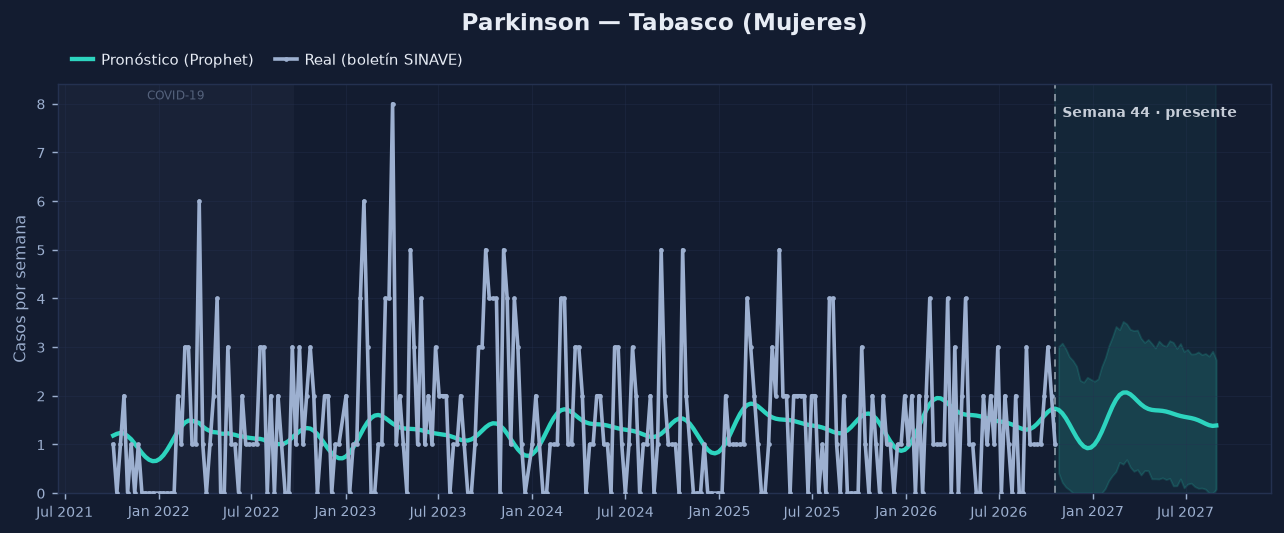 Parkinson — Tabasco (Mujeres)
Pronóstico (Prophet)
Real (boletín SINAVE)
COVID-19
Semana 44 · presente
Casos por semana
8
7
6
5
4
3
2
1
0
Jul 2021
Jan 2022
Jul 2022
Jan 2023
Jul 2023
Jan 2024
Jul 2024
Jan 2025
Jul 2025
Jan 2026
Jul 2026
Jan 2027
Jul 2027